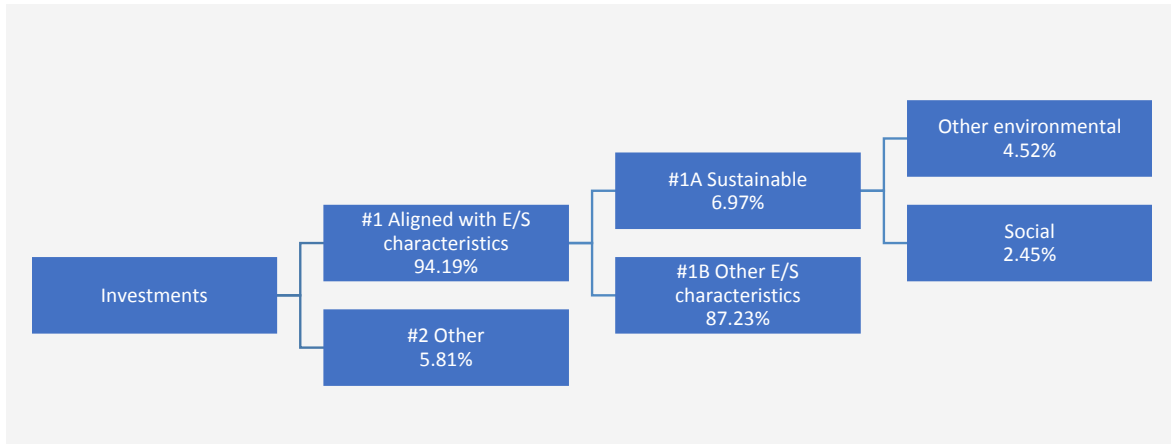 Investments
#1 Aligned with E/S
characteristics
94.19%
#2 Other
5.81%
#1A Sustainable
6.97%
#1B Other E/S
characteristics
87.23%
Other environmental
4.52%
Social
2.45%